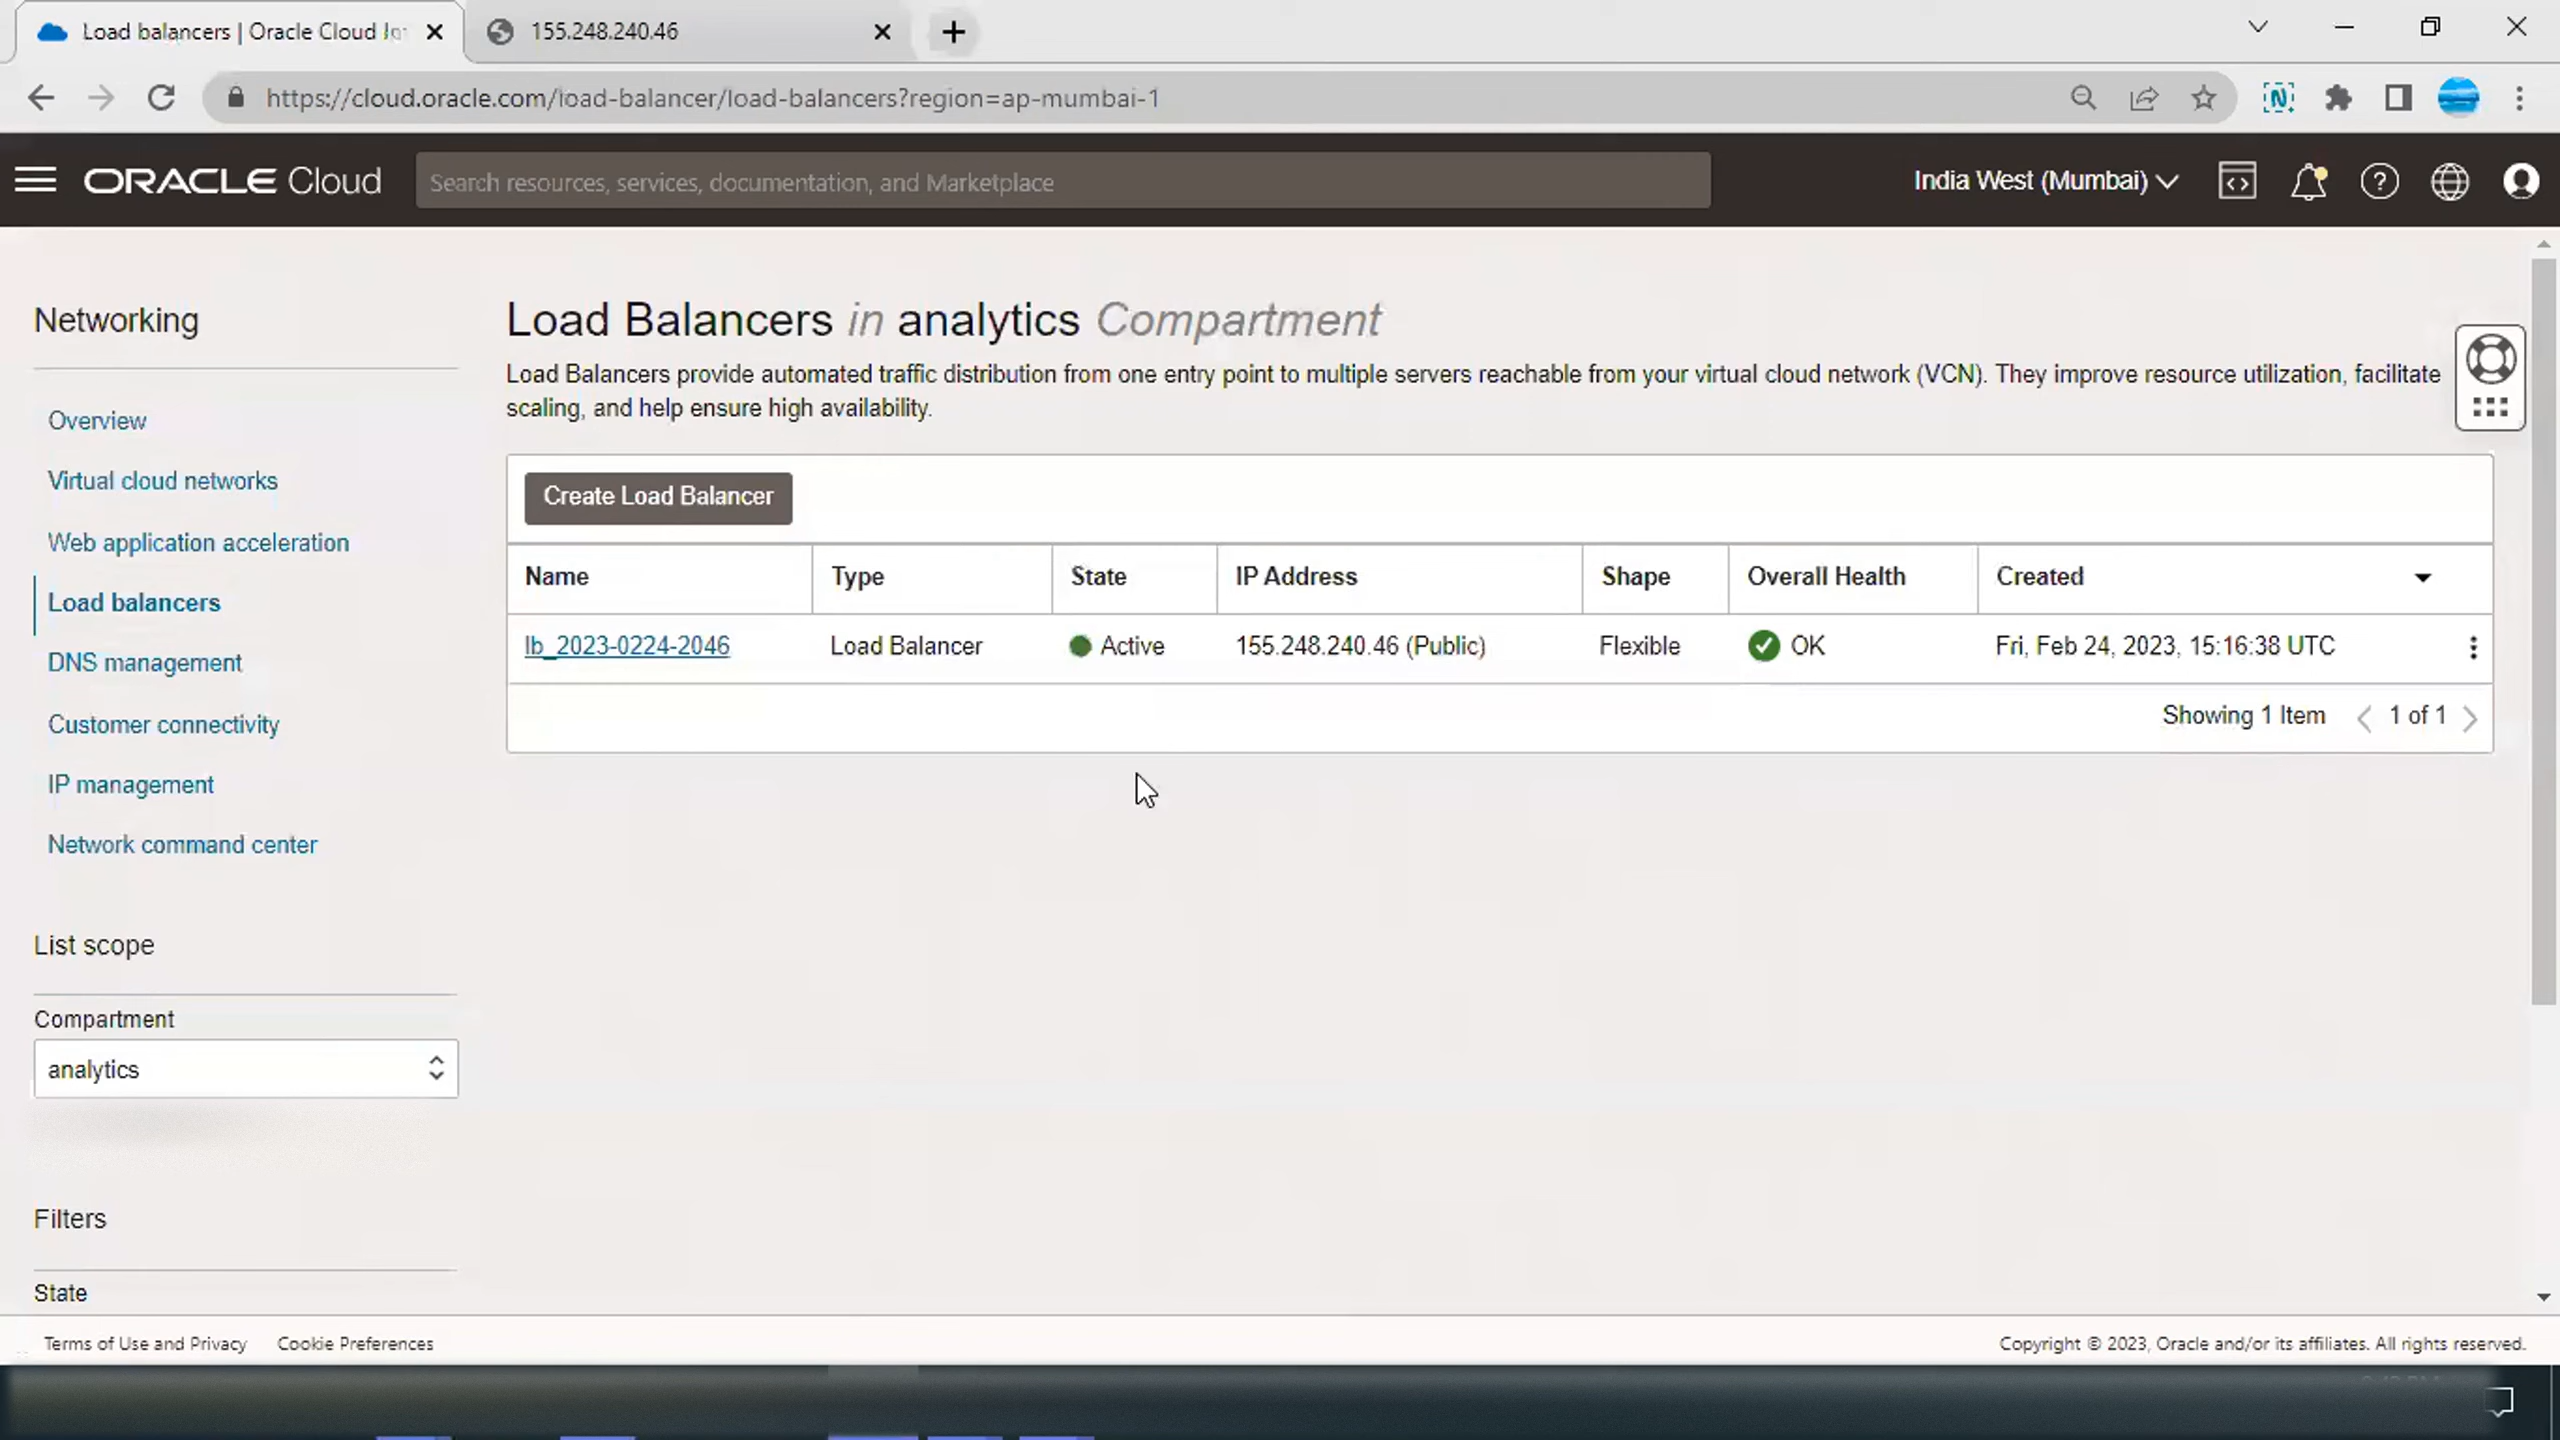 Load balancers | Oracle Cloud
155.248.240.46
https://cloud.oracle.com/load-balancer/load-balancers?region=ap-mumbai-1
ORACLE Cloud
Search resources, services, documentation, and Marketplace
India West (Mumbai)
Networking
Overview
Virtual cloud networks
Web application acceleration
Load balancers
DNS management
Customer connectivity
IP management
Network command center
List scope
Compartment
analytics
Filters
State
Load Balancers in analytics Compartment
Load Balancers provide automated traffic distribution from one entry point to multiple servers reachable from your virtual cloud network (VCN). They improve resource utilization, facilitate
scaling, and help ensure high availability.
Create Load Balancer
Name Type State IP Address Shape Overall Health Created
lb_2023-0224-2046 Load Balancer Active 155.248.240.46 (Public) Flexible OK Fri, Feb 24, 2023, 15:16:38 UTC
Showing 1 Item 1 of 1
Terms of Use and Privacy Cookie Preferences
Copyright © 2023, Oracle and/or its affiliates. All rights reserved.